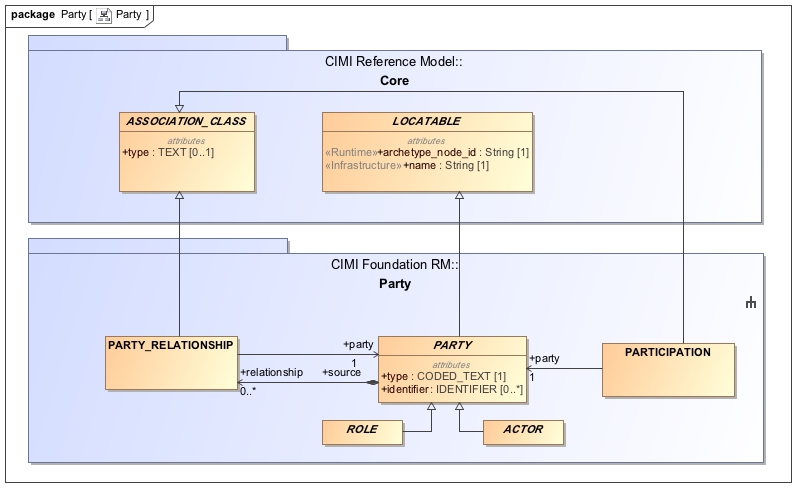 package Party [ Party ]
CIMI Reference Model::
Core
ASSOCIATION_CLASS
attributes
+type : TEXT [0..1]
LOCATABLE
attributes
«Runtime»+archetype_node_id : String [1]
«Infrastructure»+name : String [1]
CIMI Foundation RM::
Party
PARTY_RELATIONSHIP
+party
1
+relationship
+source
0..*
PARTY
attributes
+type : CODED_TEXT [1]
+identifier : IDENTIFIER [0..*]
+party
1
PARTICIPATION
ROLE
ACTOR